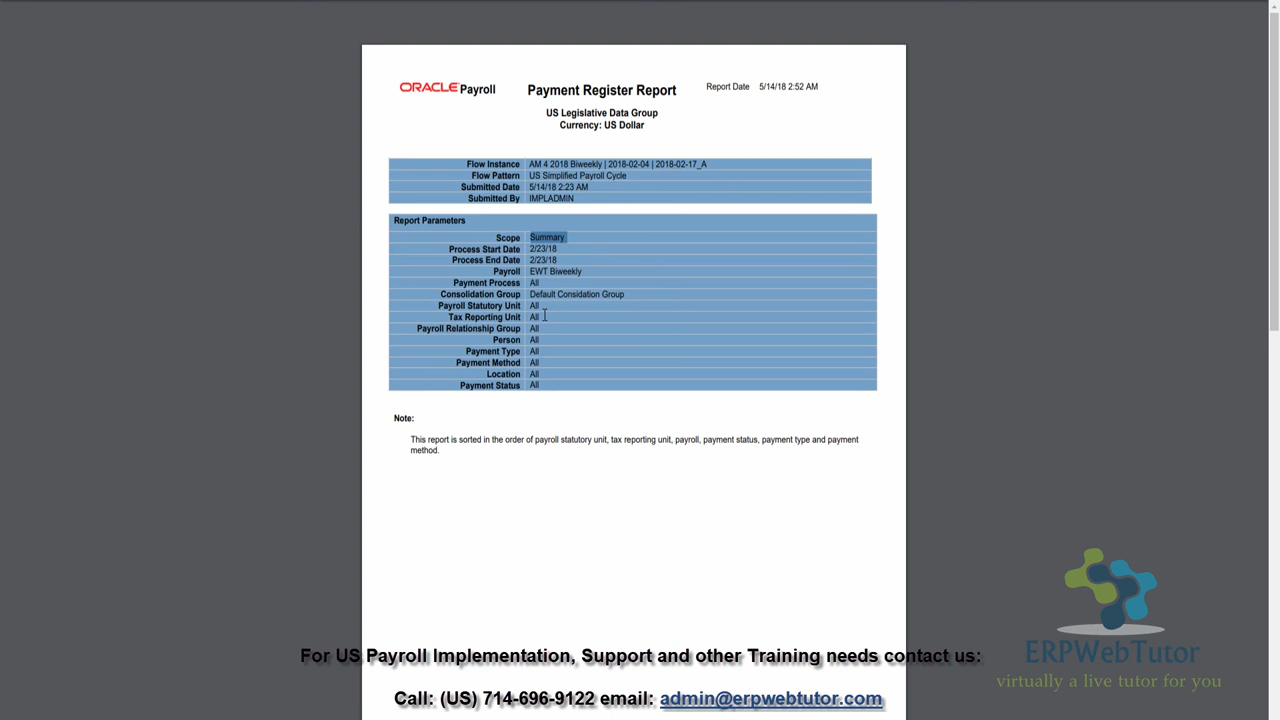 ORACLE Payroll
Payment Register Report
Report Date 5/14/18 2:52 AM
US Legislative Data Group
Currency: US Dollar
Flow Instance AM 4 2018 Biweekly | 2018-02-04 | 2018-02-17_A
Flow Pattern US Simplified Payroll Cycle
Submitted Date 5/14/18 2:23 AM
Submitted By IMPLADMIN
Report Parameters
Scope Summary
Process Start Date 2/23/18
Process End Date 2/23/18
Payroll EWT Biweekly
Payment Process All
Consolidation Group Default Considation Group
Payroll Statutory Unit All
Tax Reporting Unit All
Payroll Relationship Group All
Person All
Payment Type All
Payment Method All
Location All
Payment Status All
Note:
This report is sorted in the order of payroll statutory unit, tax reporting unit, payroll, payment status, payment type and payment
method.
ERPWebTutor
virtually a live tutor for you
For US Payroll Implementation, Support and other Training needs contact us:
Call: (US) 714-696-9122 email: admin@erpwebtutor.com